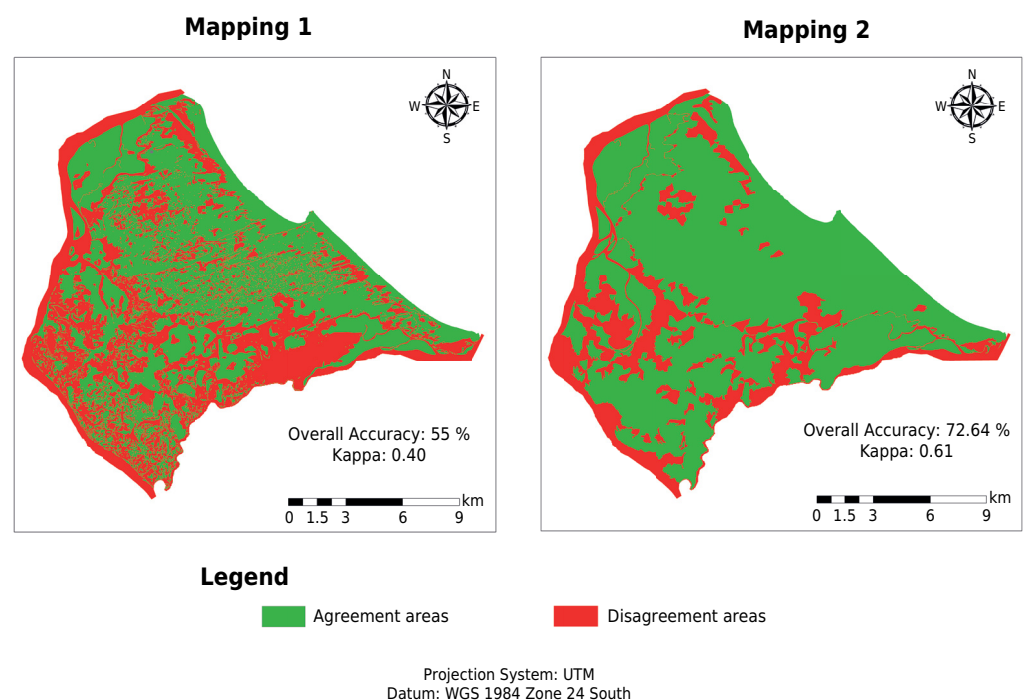 Mapping 1
N
W E
S
Overall Accuracy: 55 %
Kappa: 0.40
km
0 1.5 3 6 9
Mapping 2
N
W E
S
Overall Accuracy: 72.64 %
Kappa: 0.61
km
0 1.5 3 6 9
Legend
Agreement areas
Disagreement areas
Projection System: UTM
Datum: WGS 1984 Zone 24 South